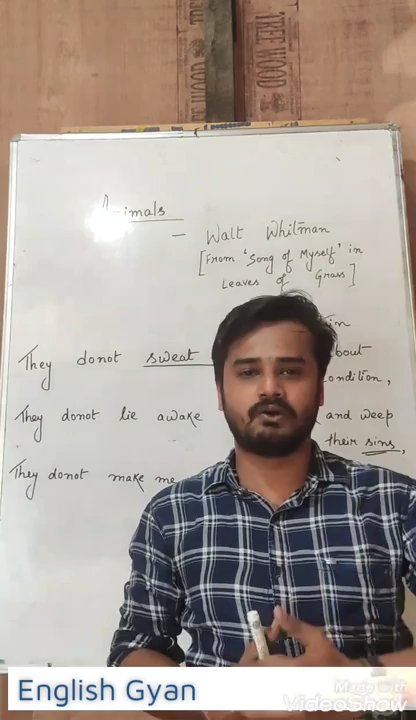 TREE WOOD
Animals
– Walt Whitman
[From 'Song of Myself' in
Leaves of Grass]
They donot sweat
bout
ondition,
They donot lie awake and weep
their sins,
They donot make me
English Gyan
Made with
VideoShow